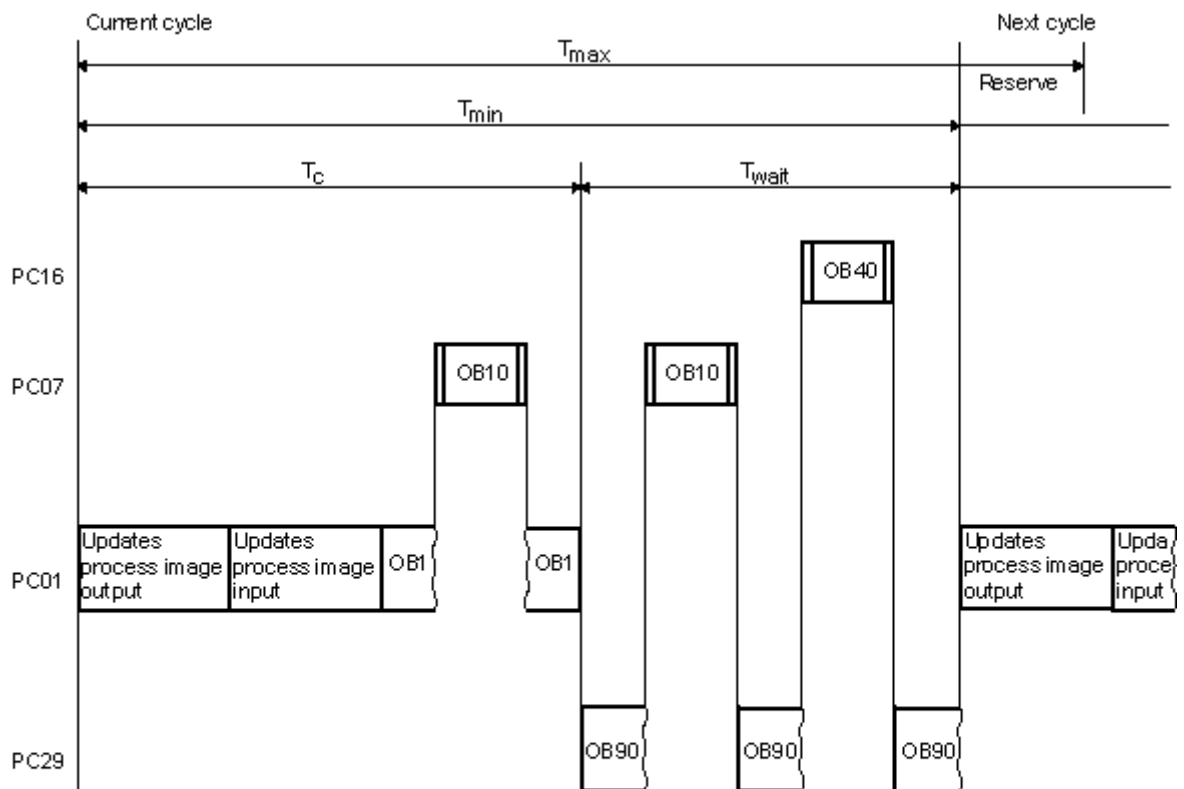 Current cycle
Next cycle
Tmax
Reserve
Tmin
Tc
Twait
PC16
OB40
PC07
OB10
OB10
PC01
Updates
process image
output
Updates
process image
input
OB1
OB1
Updates
process image
output
Upda
proce
input
PC29
OB90
OB90
OB90